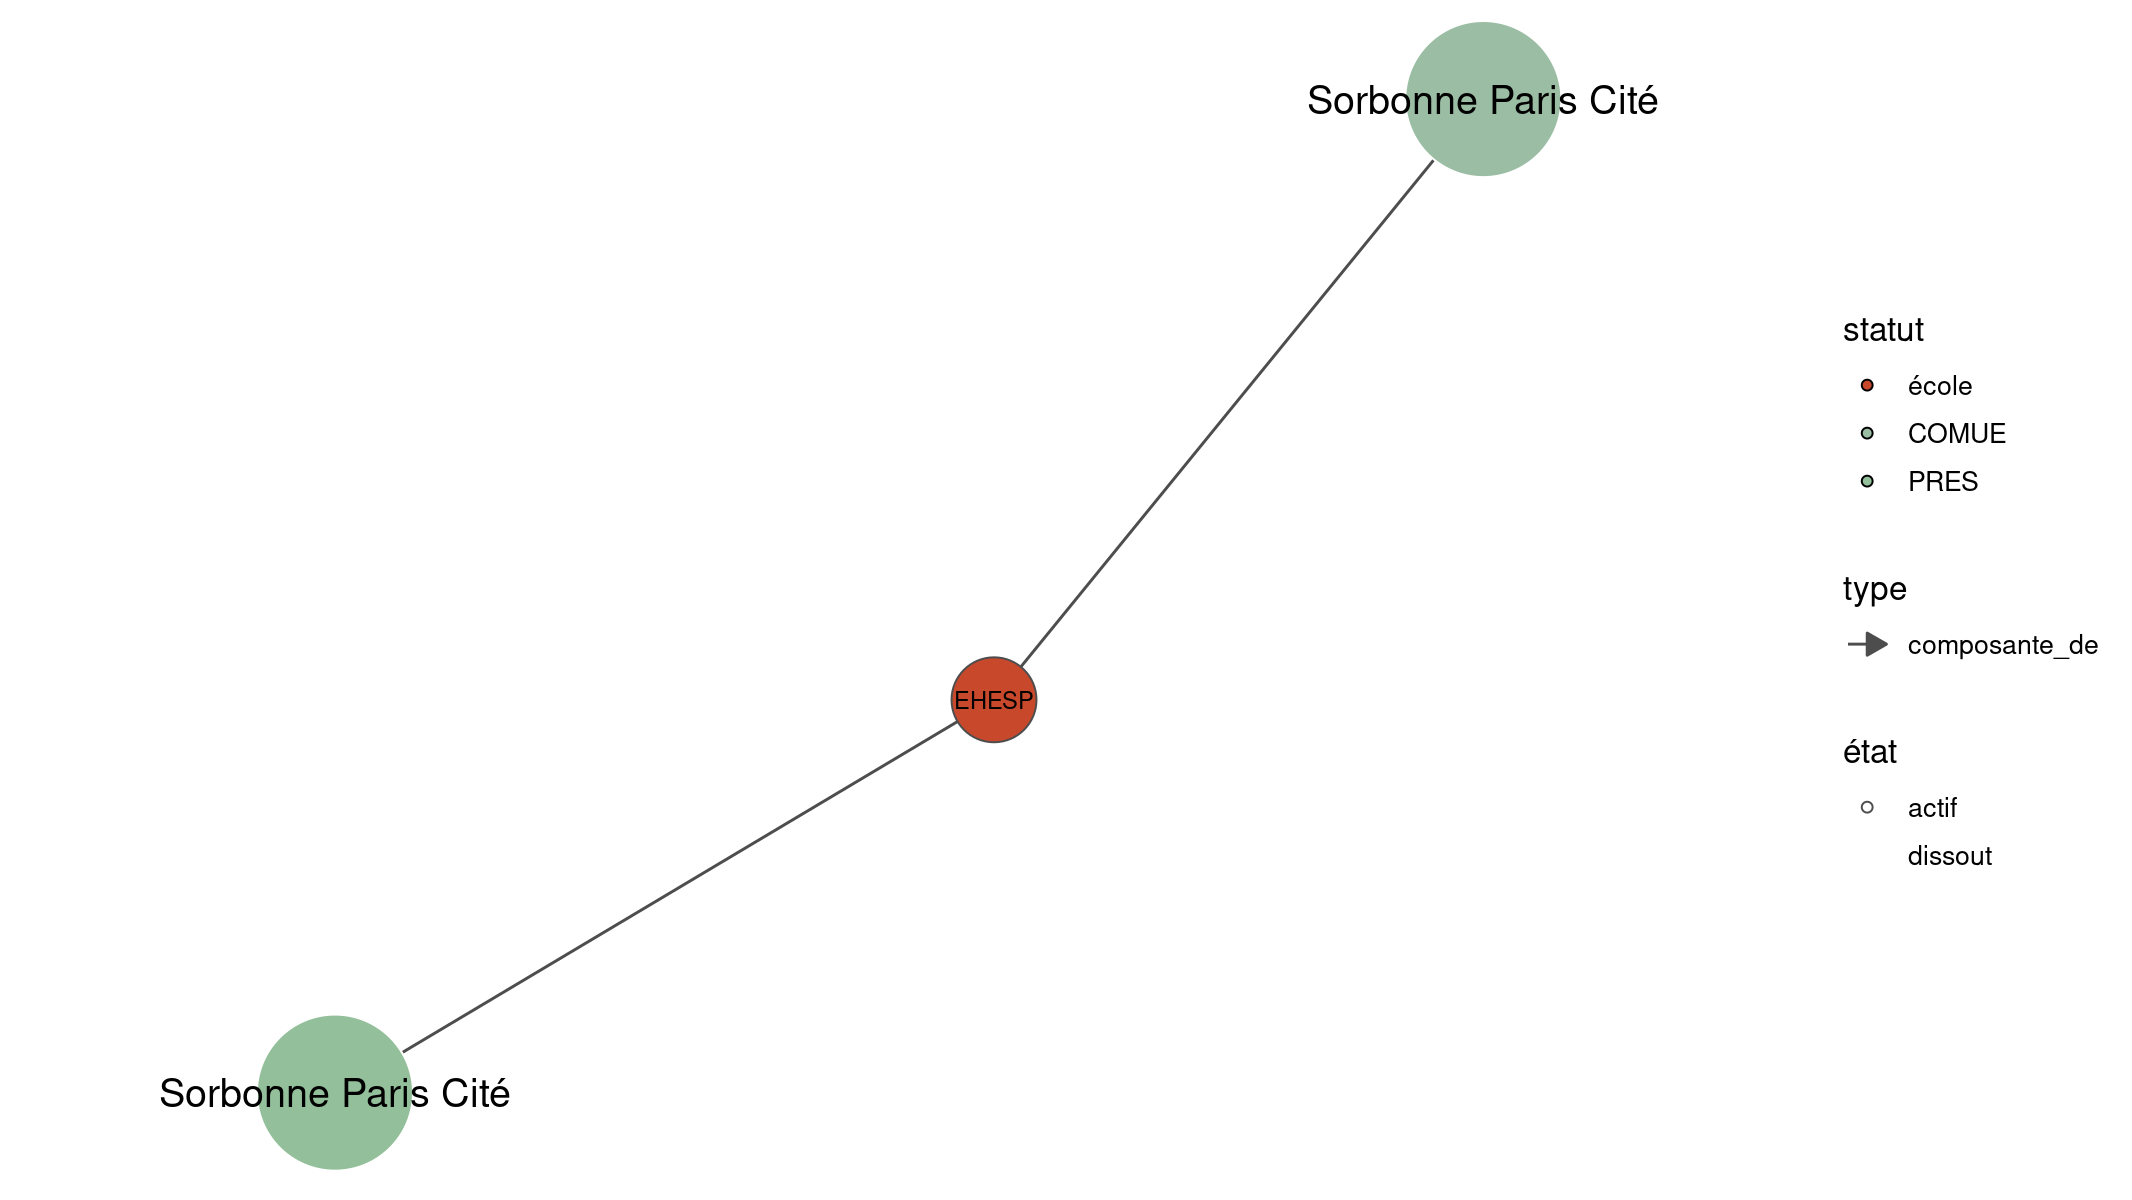 Sorbonne Paris Cité
EHESP
Sorbonne Paris Cité
statut
école
COMUE
PRES
type
composante_de
état
actif
dissout